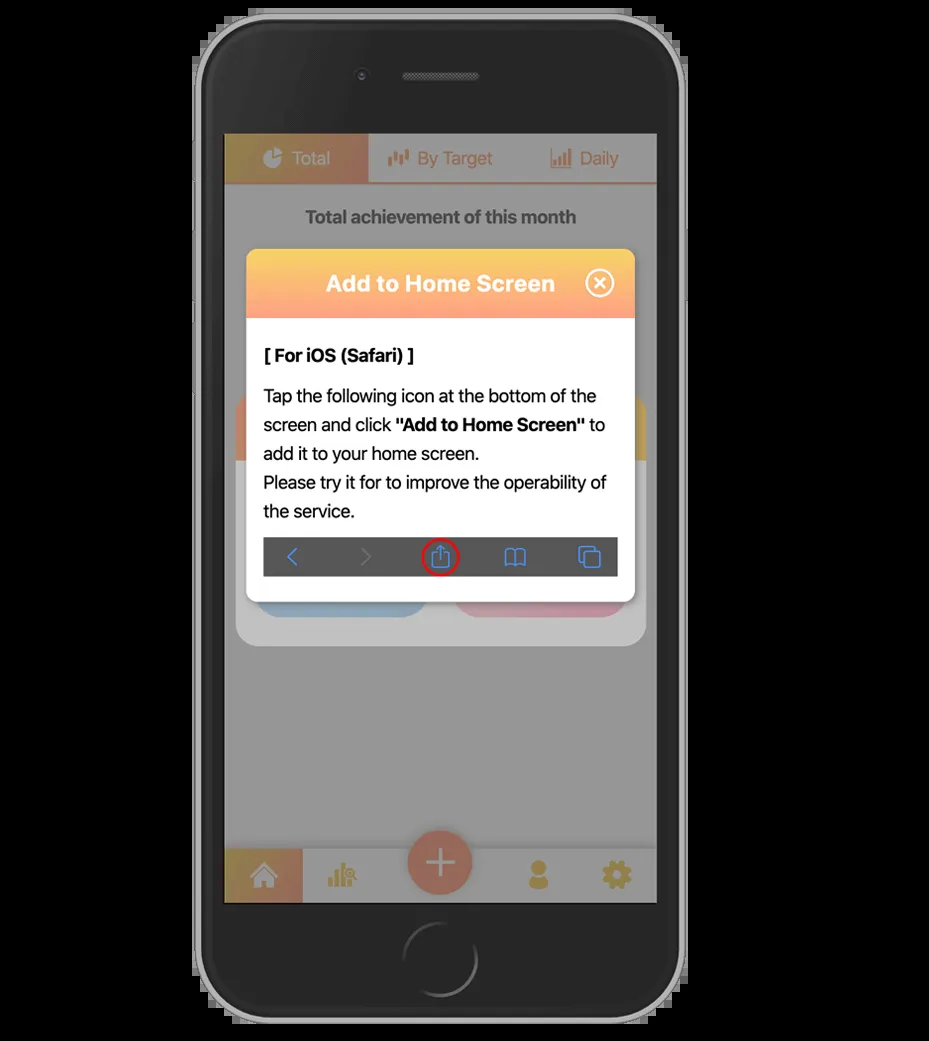 Total By Target Daily
Total achievement of this month
Add to Home Screen
[ For iOS (Safari) ]
Tap the following icon at the bottom of the
screen and click "Add to Home Screen" to
add it to your home screen.
Please try it for to improve the operability of
the service.